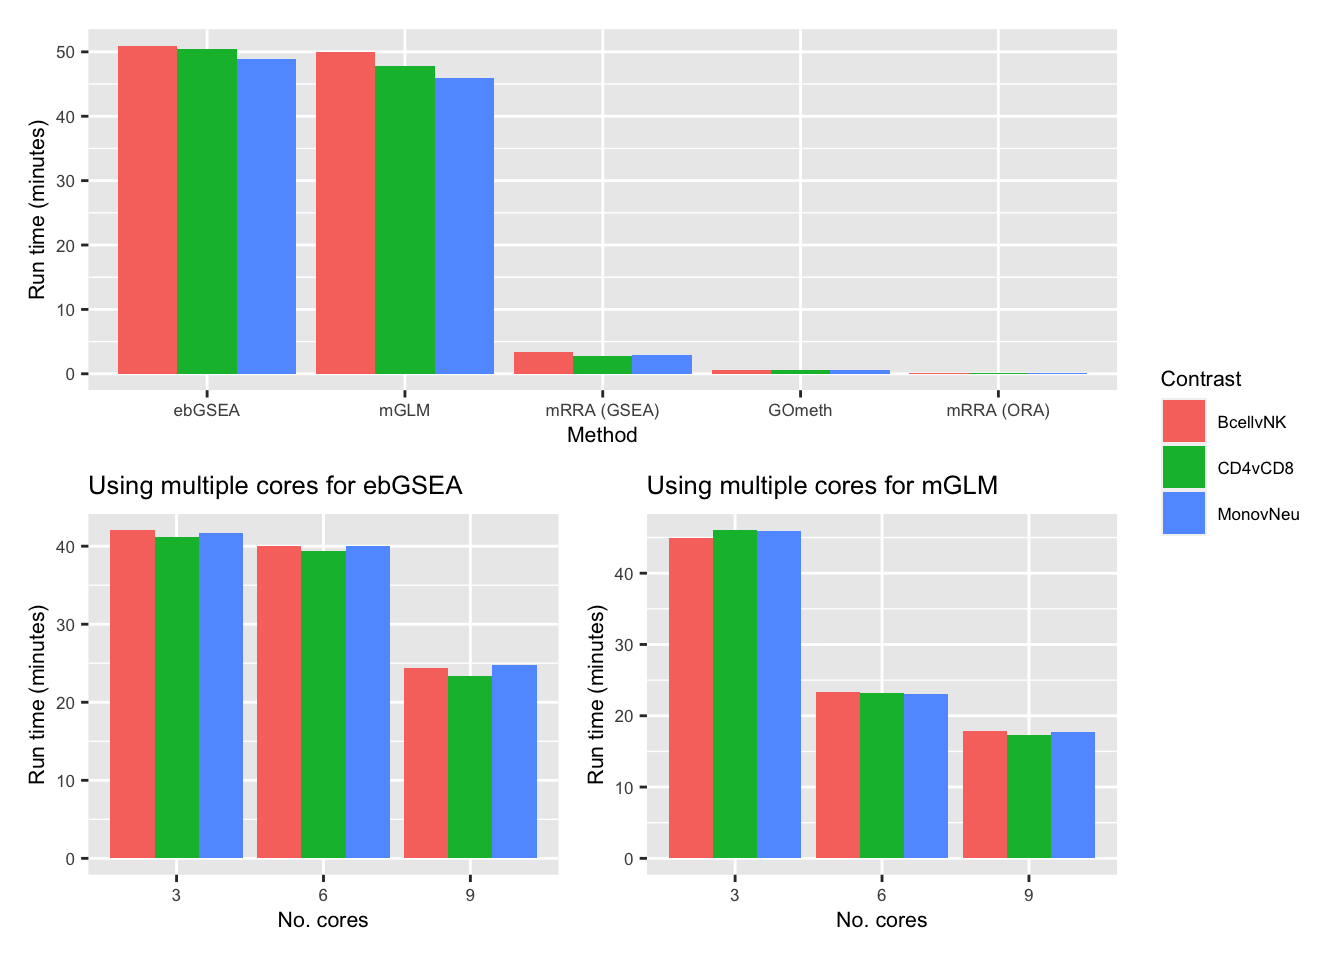 Run time (minutes)
50
40
30
20
10
0
ebGSEA
mGLM
mRRA (GSEA)
GOmeth
mRRA (ORA)
Method
Contrast
BcellvNK
CD4vCD8
MonovNeu
Using multiple cores for ebGSEA
Run time (minutes)
40
30
20
10
0
3
6
9
No. cores
Using multiple cores for mGLM
Run time (minutes)
40
30
20
10
0
3
6
9
No. cores